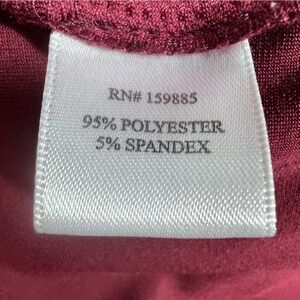 RN# 159885
95% POLYESTER
5% SPANDEX